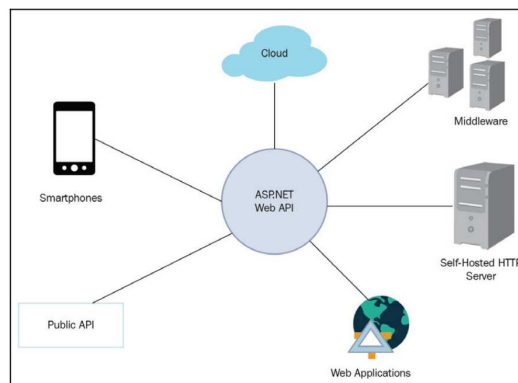 Cloud
Middleware
Smartphones
ASP.NET
Web API
Self-Hosted HTTP
Server
Public API
Web Applications